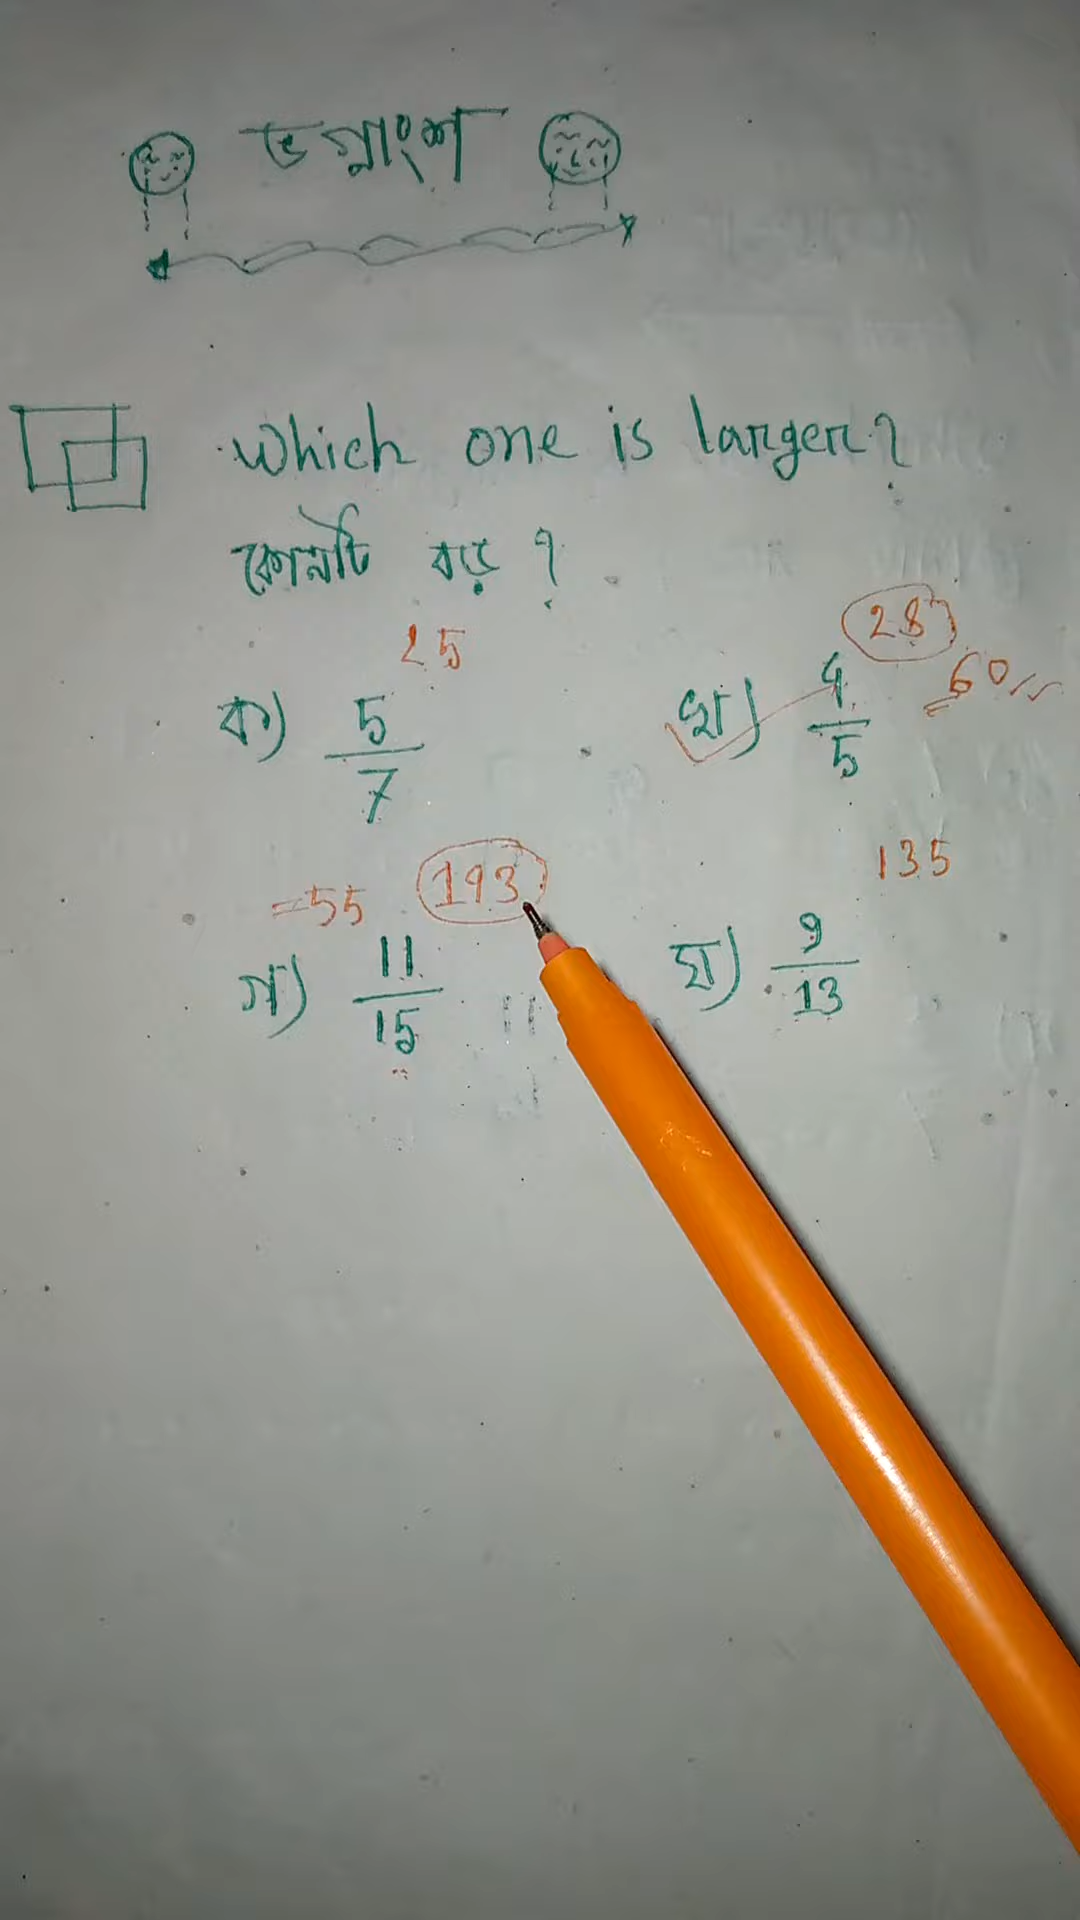 ভগ্নাংশ
Which one is larger?
কোনটি বড়?
25 28
ক) 5/7 খ) 4/5 60
=55 193 135
গ) 11/15 ঘ) 9/13